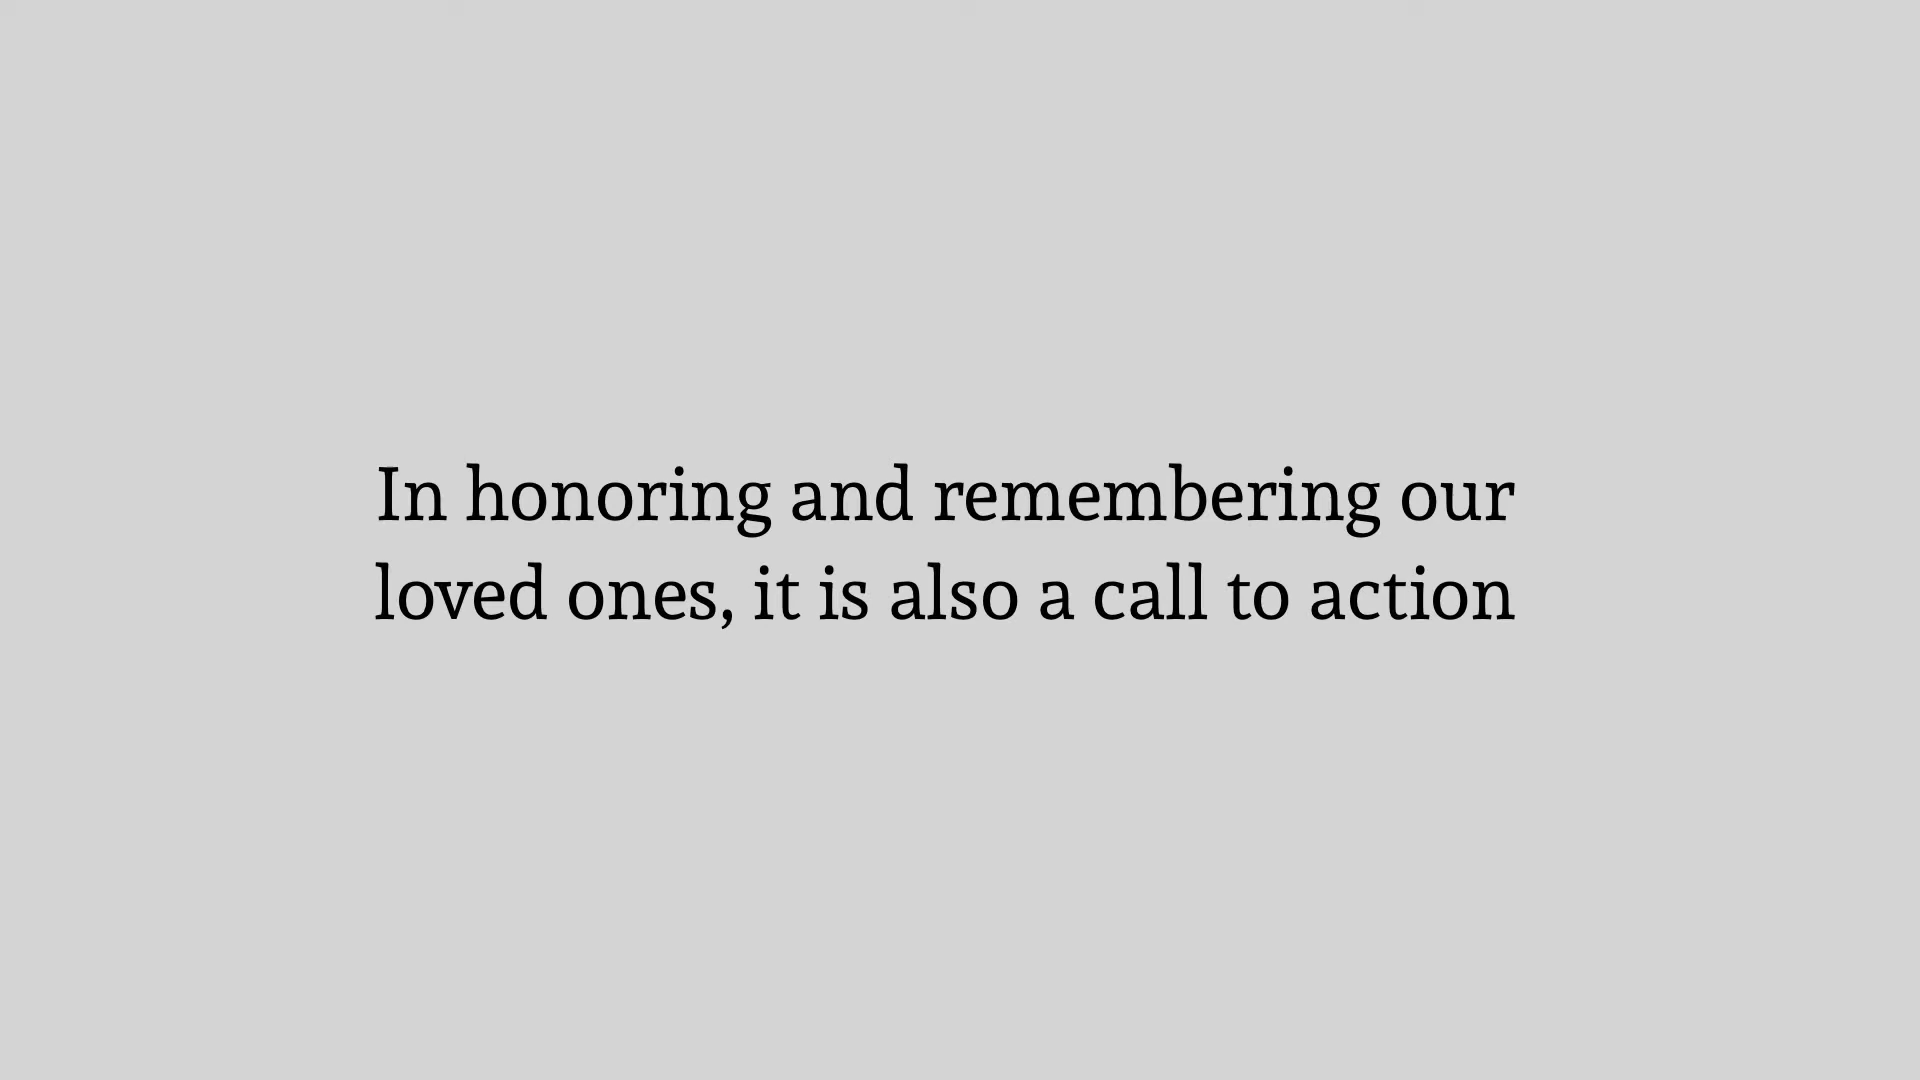 In honoring and remembering our
loved ones, it is also a call to action